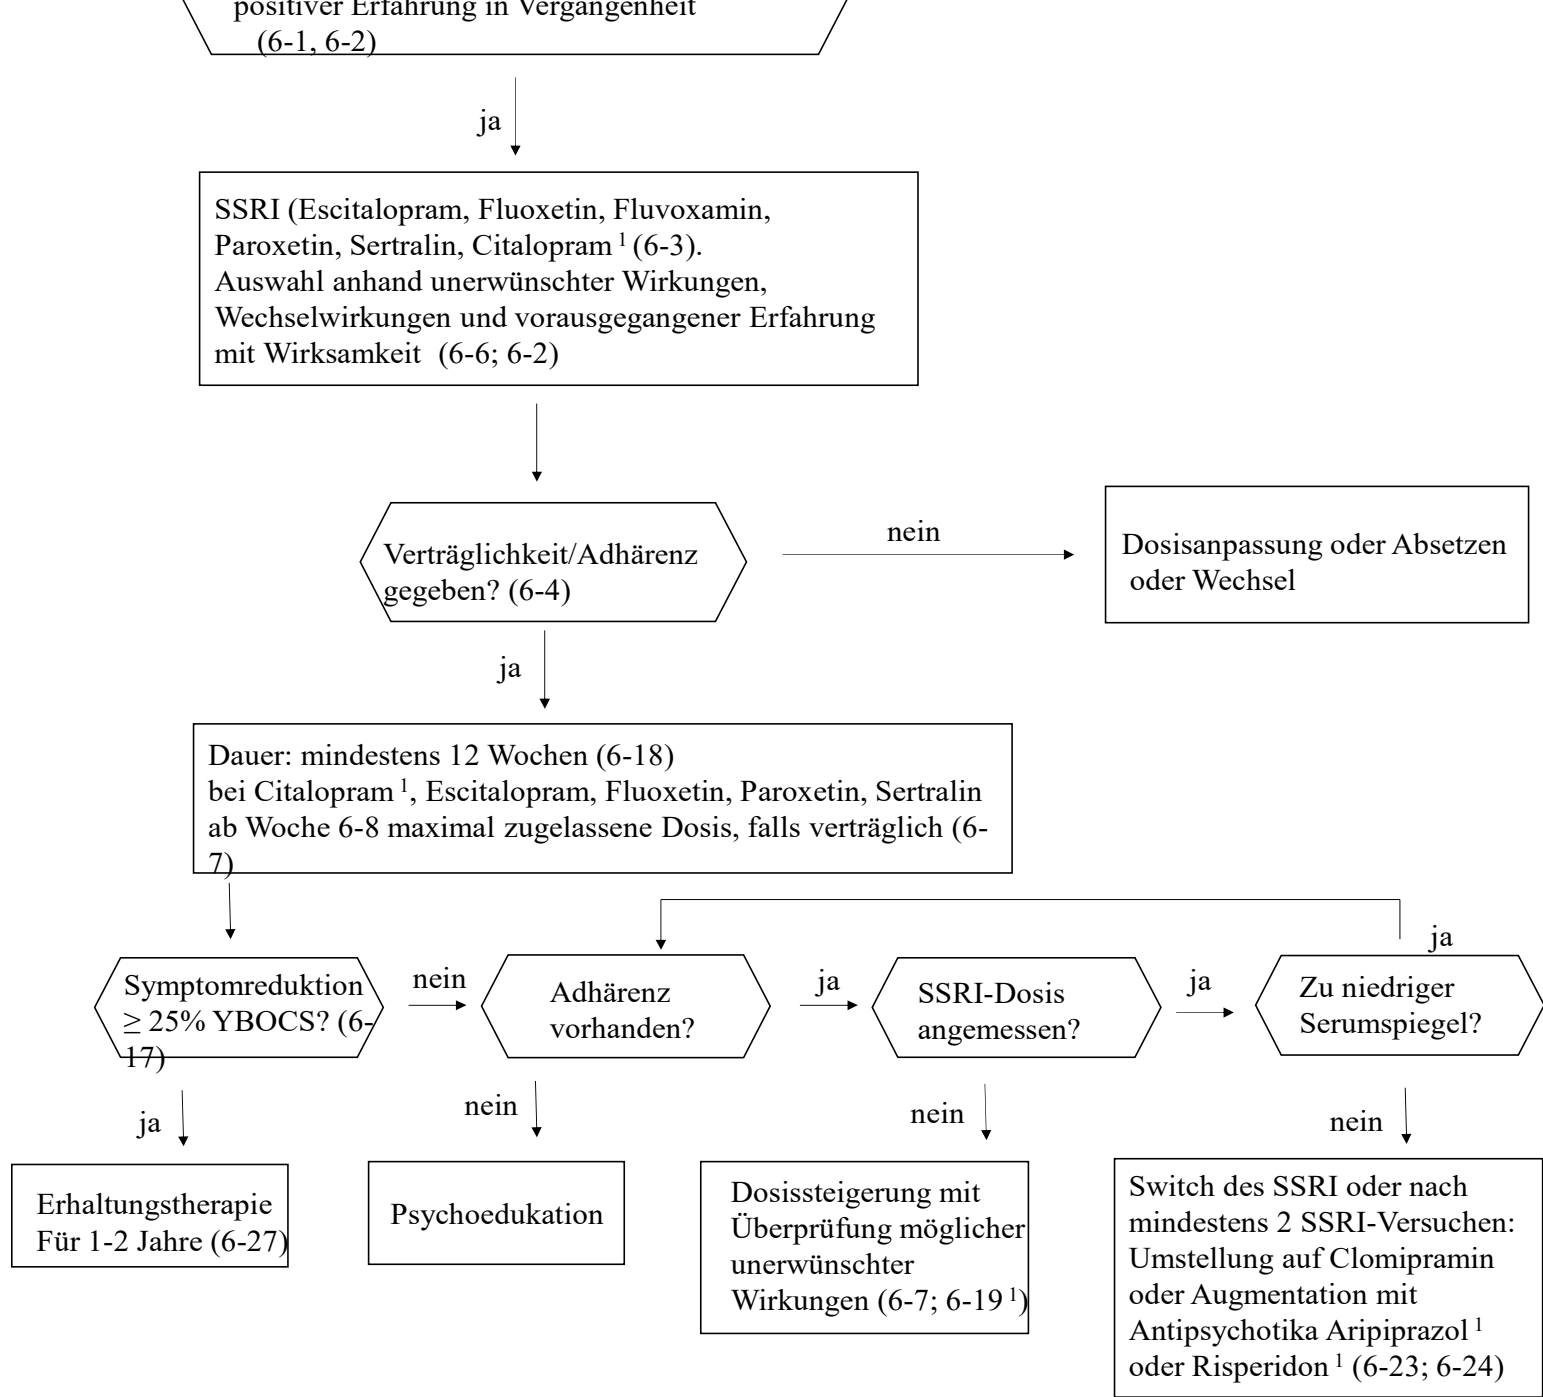 positiver Erfahrung in Vergangenheit
(6-1, 6-2)
ja
SSRI (Escitalopram, Fluoxetin, Fluvoxamin,
Paroxetin, Sertralin, Citalopram ¹ (6-3).
Auswahl anhand unerwünschter Wirkungen,
Wechselwirkungen und vorausgegangener Erfahrung
mit Wirksamkeit (6-6; 6-2)
Verträglichkeit/Adhärenz
gegeben? (6-4)
nein
Dosisanpassung oder Absetzen
oder Wechsel
ja
Dauer: mindestens 12 Wochen (6-18)
bei Citalopram ¹, Escitalopram, Fluoxetin, Paroxetin, Sertralin
ab Woche 6-8 maximal zugelassene Dosis, falls verträglich (6-
7)
Symptomreduktion
≥ 25% YBOCS? (6-
17)
nein
Adhärenz
vorhanden?
ja
SSRI-Dosis
angemessen?
ja
Zu niedriger
Serumspiegel?
ja
ja
Erhaltungstherapie
Für 1-2 Jahre (6-27)
nein
Psychoedukation
nein
Dosissteigerung mit
Überprüfung möglicher
unerwünschter
Wirkungen (6-7; 6-19 ¹)
nein
Switch des SSRI oder nach
mindestens 2 SSRI-Versuchen:
Umstellung auf Clomipramin
oder Augmentation mit
Antipsychotika Aripiprazol ¹
oder Risperidon ¹ (6-23; 6-24)